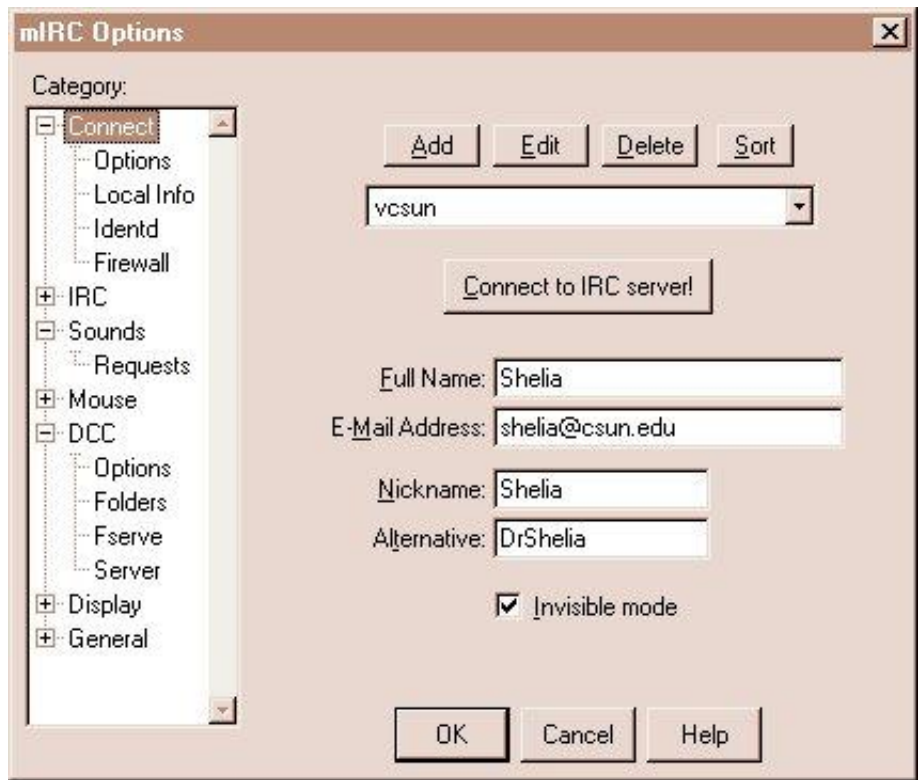 mIRC Options
Category:
Connect
Options
Local Info
Identd
Firewall
IRC
Sounds
Requests
Mouse
DCC
Options
Folders
Fserve
Server
Display
General
Add Edit Delete Sort
vcsun
Connect to IRC server!
Full Name: Shelia
E-Mail Address: shelia@csun.edu
Nickname: Shelia
Alternative: DrShelia
Invisible mode
OK Cancel Help